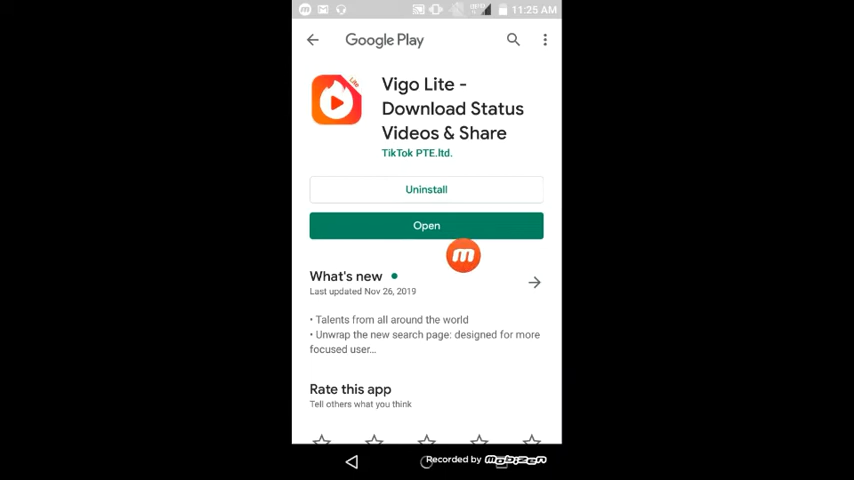 11:25 AM
Google Play
Lite
Vigo Lite -
Download Status
Videos & Share
TikTok PTE.ltd.
Uninstall
Open
m
What's new
Last updated Nov 26, 2019
• Talents from all around the world
• Unwrap the new search page: designed for more
focused user...
Rate this app
Tell others what you think
Recorded by mobizen